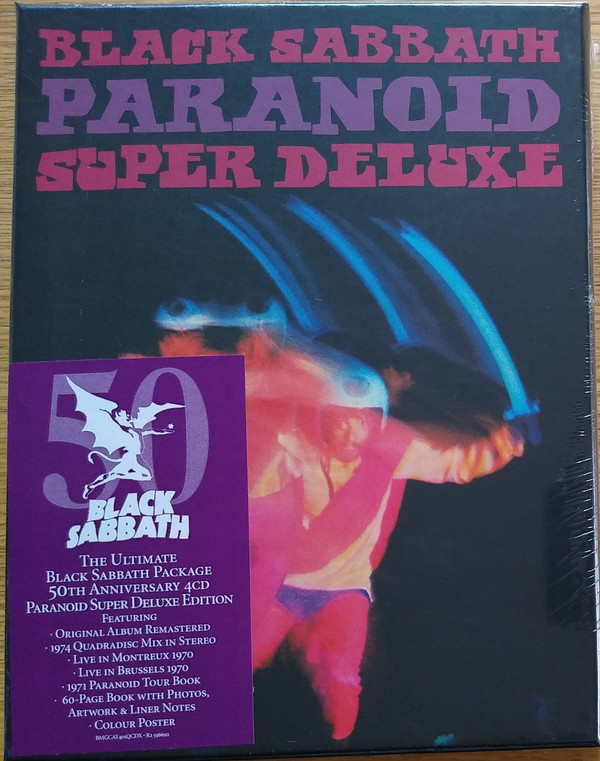 BLACK SABBATH
PARANOID
SUPER DELUXE
50
BLACK
SABBATH
THE ULTIMATE
BLACK SABBATH PACKAGE
50TH ANNIVERSARY 4CD
PARANOID SUPER DELUXE EDITION
FEATURING
· ORIGINAL ALBUM REMASTERED
· 1974 QUADRADISC MIX IN STEREO
· LIVE IN MONTREUX 1970
· LIVE IN BRUSSELS 1970
· 1971 PARANOID TOUR BOOK
· 60-PAGE BOOK WITH PHOTOS,
ARTWORK & LINER NOTES
· COLOUR POSTER